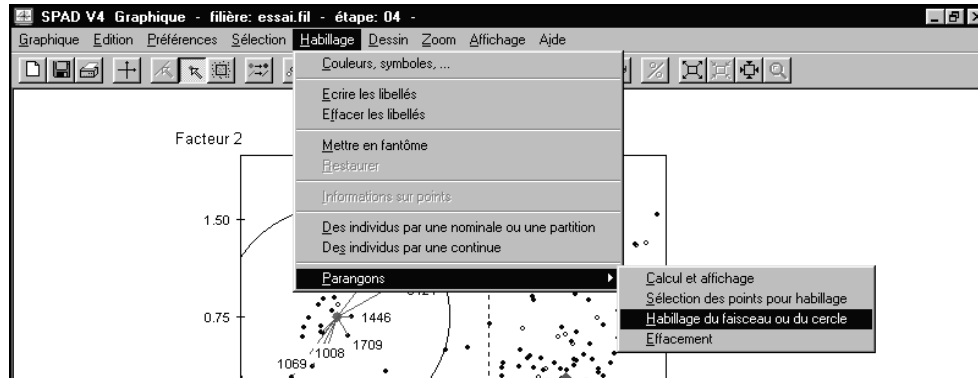 SPAD V4 Graphique - filière: essai.fil - étape: 04 -
Graphique Edition Préférences Sélection Habillage Dessin Zoom Affichage Aide
Couleurs, symboles, ...
Ecrire les libellés
Effacer les libellés
Mettre en fantôme
Restaurer
Informations sur points
Des individus par une nominale ou une partition
Des individus par une continue
Parangons
Calcul et affichage
Sélection des points pour habillage
Habillage du faisceau ou du cercle
Effacement
Facteur 2
1.50
0.75
1446
1709
1008
1069